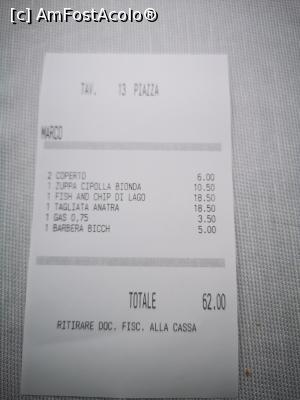 [c] AmFostAcolo®
TAV. 13 PIAZZA
MARCO
2 COPERTO 6.00
1 ZUPPA CIPOLLA BIONDA 10.50
1 FISH AND CHIP DI LAGO 18.50
1 TAGLIATA ANATRA 18.50
1 GAS 0,75 3.50
1 BARBERA BICCH 5.00
TOTALE 62.00
RITIRARE DOC. FISC. ALLA CASSA